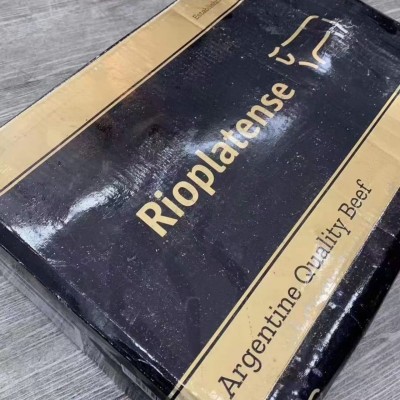 Rioplatense
Argentine Quality Beef